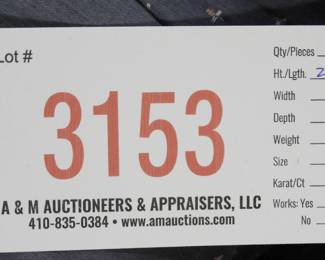 Lot #
3153
A & M AUCTIONEERS & APPRAISERS, LLC
410-835-0384 • www.amauctions.com
Qty/Pieces
Ht./Lgth. 2
Width
Depth
Weight
Size
Karat/Ct
Works: Yes
No